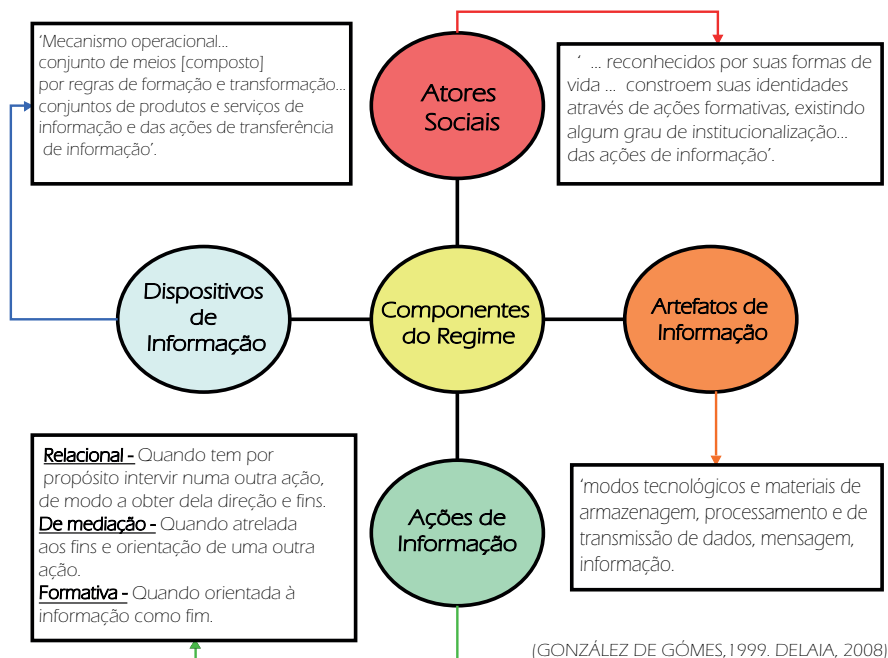 ‘Mecanismo operacional...
conjunto de meios [composto]
por regras de formação e transformação...
conjuntos de produtos e serviços de
informação e das ações de transferência
de informação’.
Atores
Sociais
‘ ... reconhecidos por suas formas de
vida ... constroem suas identidades
através de ações formativas, existindo
algum grau de institucionalização...
das ações de informação’.
Dispositivos
de
Informação
Componentes
do Regime
Artefatos de
Informação
Relacional - Quando tem por
propósito intervir numa outra ação,
de modo a obter dela direção e fins.
De mediação - Quando atrelada
aos fins e orientação de uma outra
ação.
Formativa - Quando orientada à
informação como fim.
Ações de
Informação
‘modos tecnológicos e materiais de
armazenagem, processamento e de
transmissão de dados, mensagem,
informação.
(GONZÁLEZ DE GÓMES,1999. DELAIA, 2008)